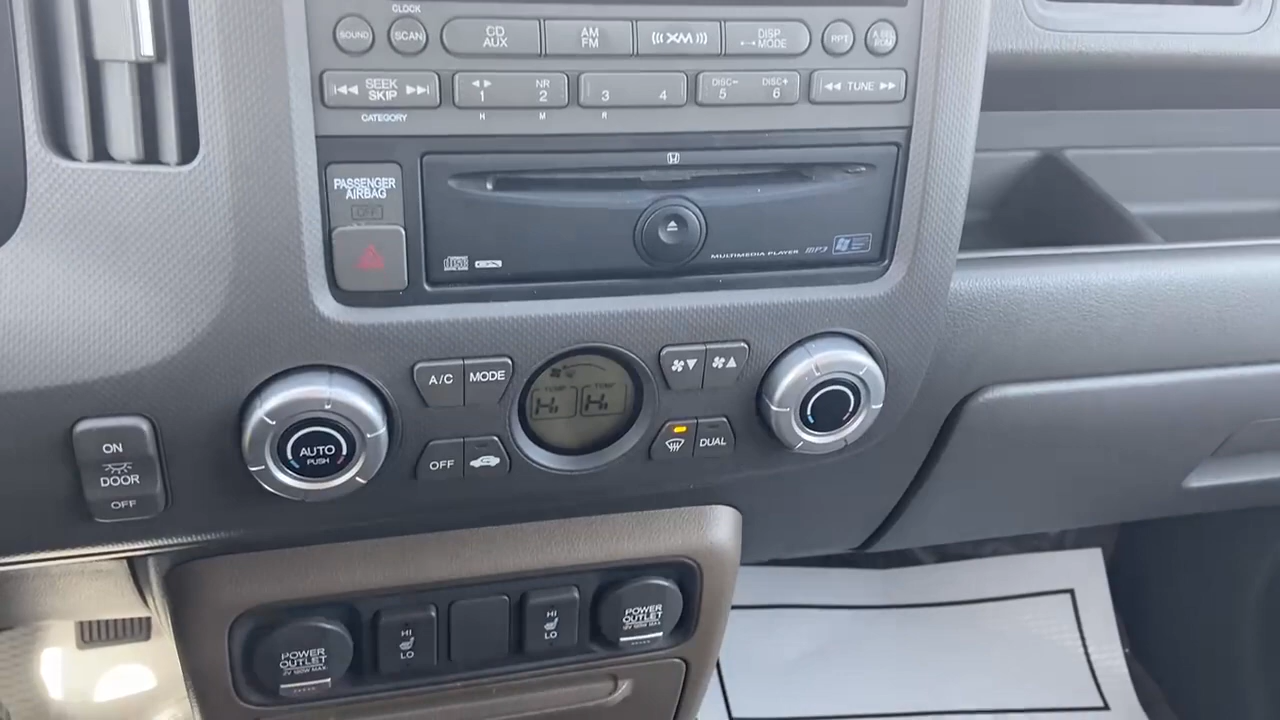 CLOCK
SOUND
SCAN
CD
AUX
AM
FM
XM
DISP
MODE
RPT
A.SEL
SEEK
SKIP
1
NR
2
3
4
DISC-
5
DISC+
6
TUNE
CATEGORY
H
M
R
PASSENGER
AIRBAG
OFF
MULTIMEDIA PLAYER
MP3
A/C
MODE
TEMP
TEMP
Hi
Hi
AUTO
PUSH
OFF
DUAL
ON
DOOR
OFF
POWER
OUTLET
HI
LO
HI
LO
POWER
OUTLET